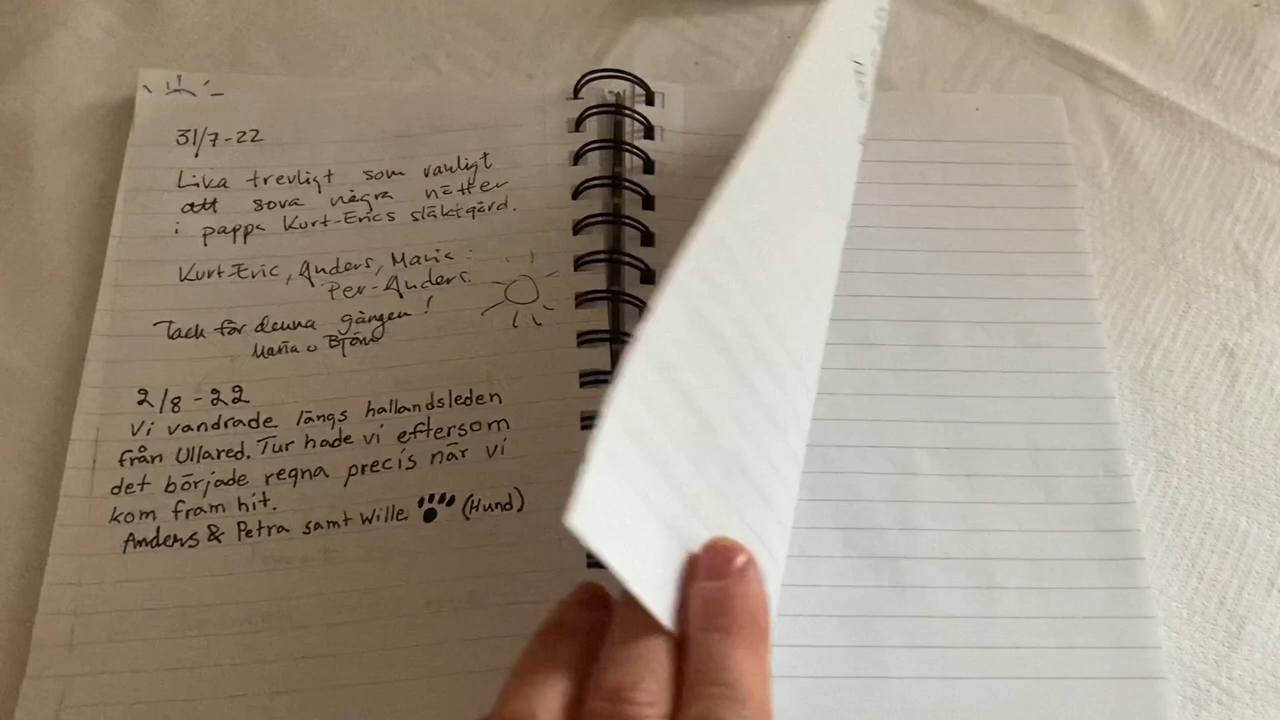 31/7-22
Lika trevligt som vanligt
att sova några nätter
i pappa Kurt-Erics släktgård.
Kurt-Eric, Anders, Maria
Per-Anders.
Tack för denna gången!
Maria o Björn
2/8-22
Vi vandrade längs hallandsleden
från Ullared. Tur hade vi eftersom
det började regna precis när vi
kom fram hit.
Anders & Petra samt Wille (Hund)